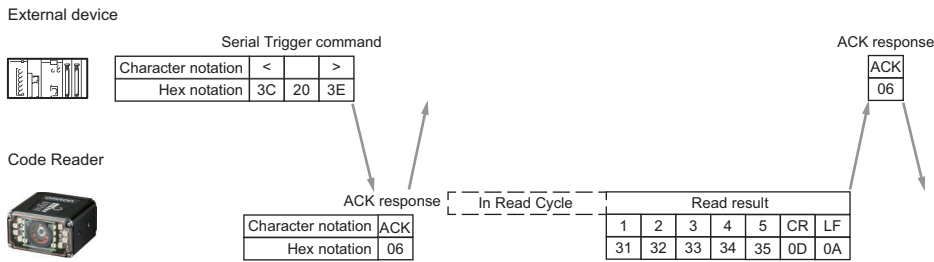 External device
Serial Trigger command
ACK response
Character notation < >
ACK
Hex notation 3C 20 3E
06
Code Reader
ACK response
In Read Cycle
Read result
Character notation ACK
1 2 3 4 5 CR LF
Hex notation 06
31 32 33 34 35 0D 0A